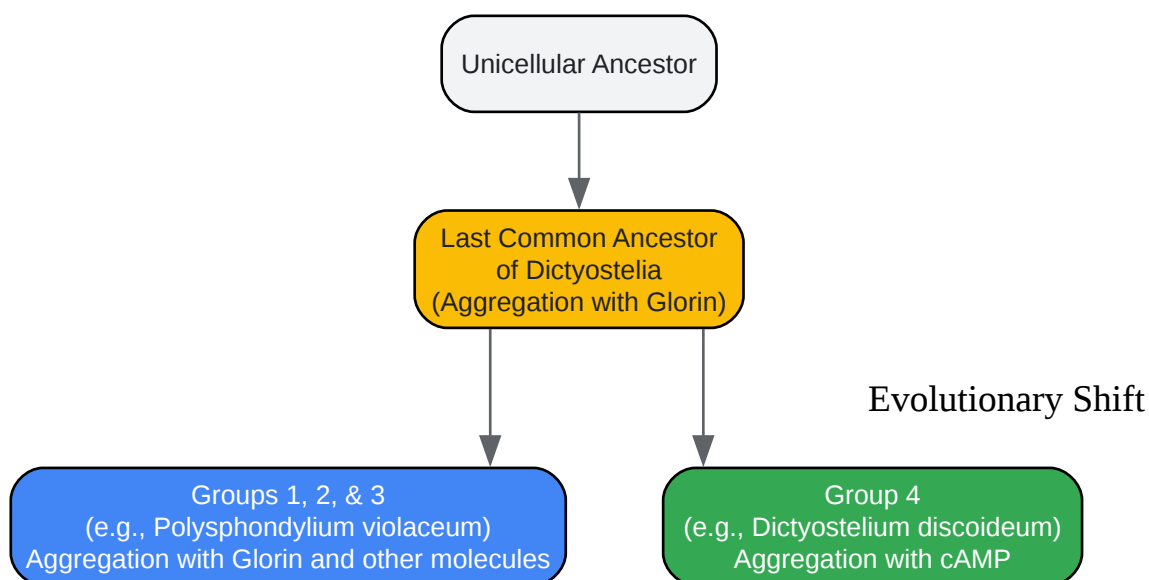 Unicellular Ancestor
Last Common Ancestor
of Dictyostelia
(Aggregation with Glorin)
Evolutionary Shift
Groups 1, 2, & 3
(e.g., Polysphondylium violaceum)
Aggregation with Glorin and other molecules
Group 4
(e.g., Dictyostelium discoideum)
Aggregation with cAMP